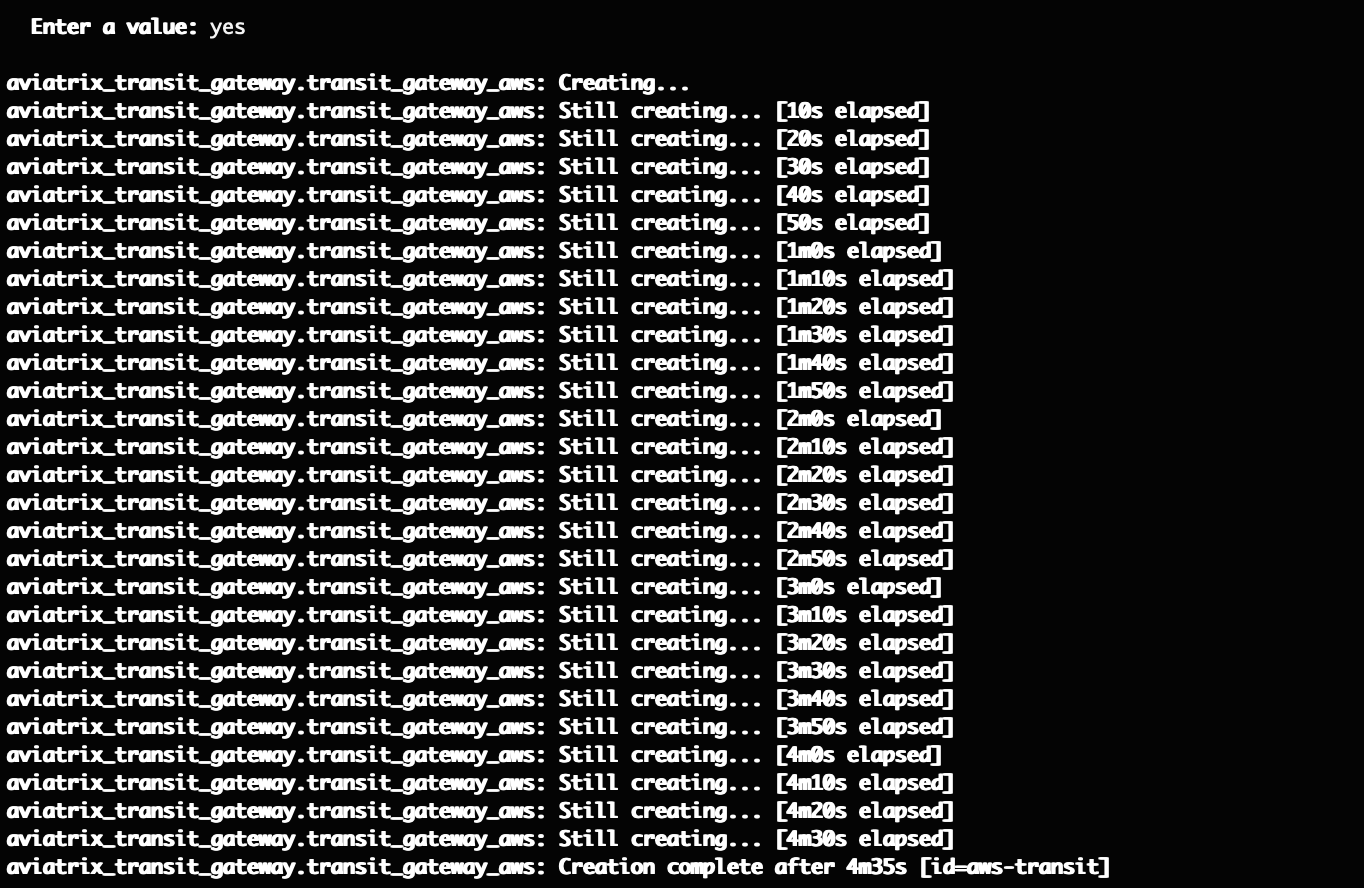 Enter a value: yes
aviatrix_transit_gateway.transit_gateway_aws: Creating...
aviatrix_transit_gateway.transit_gateway_aws: Still creating... [10s elapsed]
aviatrix_transit_gateway.transit_gateway_aws: Still creating... [20s elapsed]
aviatrix_transit_gateway.transit_gateway_aws: Still creating... [30s elapsed]
aviatrix_transit_gateway.transit_gateway_aws: Still creating... [40s elapsed]
aviatrix_transit_gateway.transit_gateway_aws: Still creating... [50s elapsed]
aviatrix_transit_gateway.transit_gateway_aws: Still creating... [1m0s elapsed]
aviatrix_transit_gateway.transit_gateway_aws: Still creating... [1m10s elapsed]
aviatrix_transit_gateway.transit_gateway_aws: Still creating... [1m20s elapsed]
aviatrix_transit_gateway.transit_gateway_aws: Still creating... [1m30s elapsed]
aviatrix_transit_gateway.transit_gateway_aws: Still creating... [1m40s elapsed]
aviatrix_transit_gateway.transit_gateway_aws: Still creating... [1m50s elapsed]
aviatrix_transit_gateway.transit_gateway_aws: Still creating... [2m0s elapsed]
aviatrix_transit_gateway.transit_gateway_aws: Still creating... [2m10s elapsed]
aviatrix_transit_gateway.transit_gateway_aws: Still creating... [2m20s elapsed]
aviatrix_transit_gateway.transit_gateway_aws: Still creating... [2m30s elapsed]
aviatrix_transit_gateway.transit_gateway_aws: Still creating... [2m40s elapsed]
aviatrix_transit_gateway.transit_gateway_aws: Still creating... [2m50s elapsed]
aviatrix_transit_gateway.transit_gateway_aws: Still creating... [3m0s elapsed]
aviatrix_transit_gateway.transit_gateway_aws: Still creating... [3m10s elapsed]
aviatrix_transit_gateway.transit_gateway_aws: Still creating... [3m20s elapsed]
aviatrix_transit_gateway.transit_gateway_aws: Still creating... [3m30s elapsed]
aviatrix_transit_gateway.transit_gateway_aws: Still creating... [3m40s elapsed]
aviatrix_transit_gateway.transit_gateway_aws: Still creating... [3m50s elapsed]
aviatrix_transit_gateway.transit_gateway_aws: Still creating... [4m0s elapsed]
aviatrix_transit_gateway.transit_gateway_aws: Still creating... [4m10s elapsed]
aviatrix_transit_gateway.transit_gateway_aws: Still creating... [4m20s elapsed]
aviatrix_transit_gateway.transit_gateway_aws: Still creating... [4m30s elapsed]
aviatrix_transit_gateway.transit_gateway_aws: Creation complete after 4m35s [id=aws-transit]